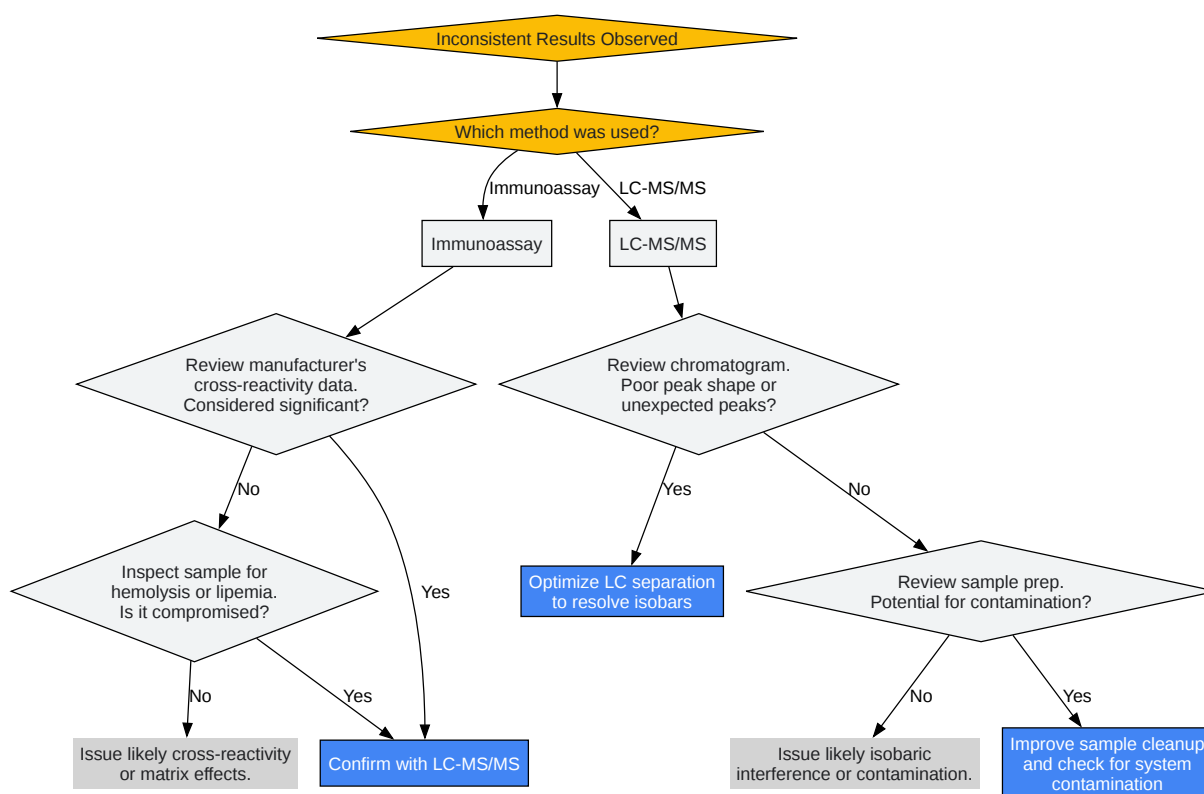 Inconsistent Results Observed
Which method was used?
Immunoassay
LC-MS/MS
Immunoassay
LC-MS/MS
Review manufacturer's
cross-reactivity data.
Considered significant?
Review chromatogram.
Poor peak shape or
unexpected peaks?
No
Yes
Yes
No
Inspect sample for
hemolysis or lipemia.
Is it compromised?
Optimize LC separation
to resolve isobars
Review sample prep.
Potential for contamination?
No
Yes
No
Yes
Issue likely cross-reactivity
or matrix effects.
Confirm with LC-MS/MS
Issue likely isobaric
interference or contamination.
Improve sample cleanup
and check for system
contamination